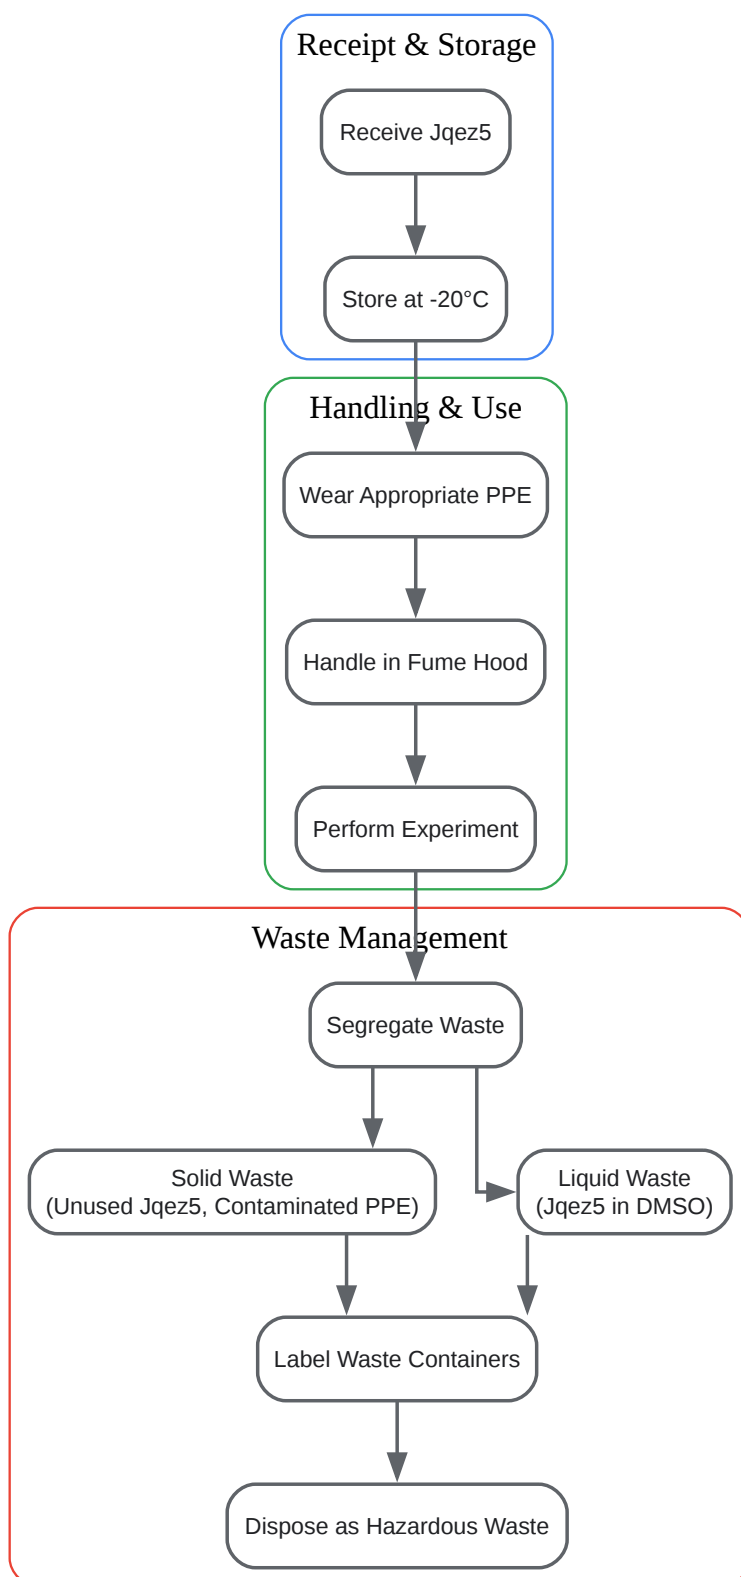 Receipt & Storage
Receive Jqez5
Store at -20°C
Handling & Use
Wear Appropriate PPE
Handle in Fume Hood
Perform Experiment
Waste Management
Segregate Waste
Solid Waste
(Unused Jqez5, Contaminated PPE)
Liquid Waste
(Jqez5 in DMSO)
Label Waste Containers
Dispose as Hazardous Waste